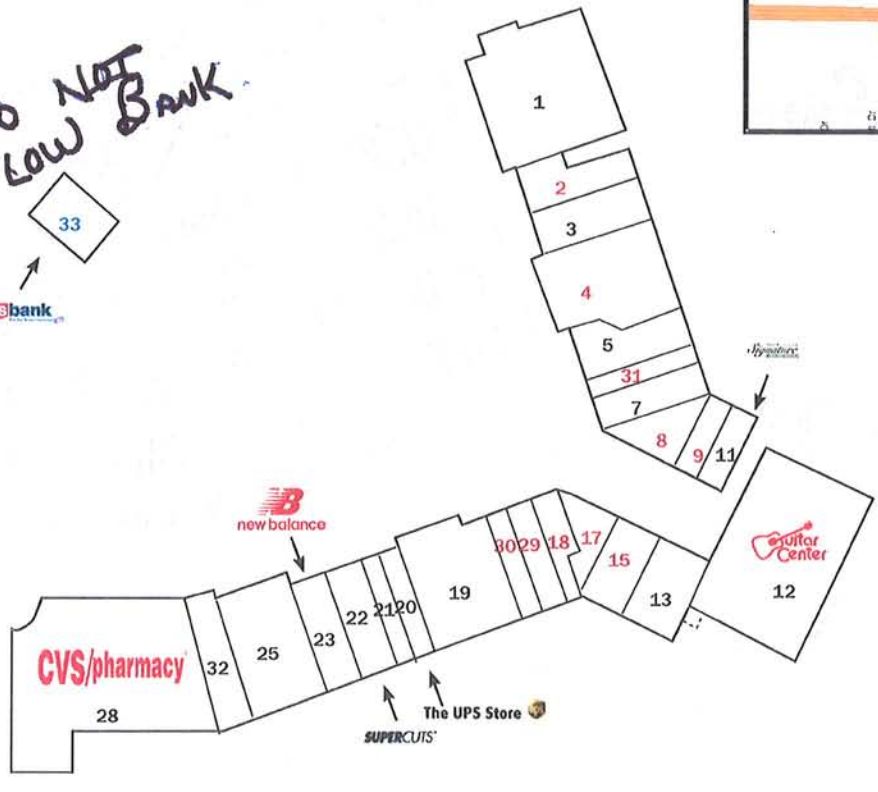 NOT
LOW BANK
1
2
3
4
5
31
7
8
9
11
Signature
33
bank
Guitar
Center
12
new balance
30
29
18
17
15
13
19
20
21
22
23
25
32
CVS/pharmacy
28
The UPS Store
SUPERCUTS